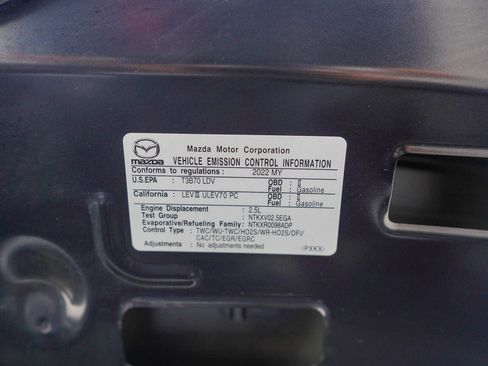 Mazda Motor Corporation
mazda VEHICLE EMISSION CONTROL INFORMATION
Conforms to regulations: 2022 MY
U.S.EPA : T3B70 LDV OBD : II
Fuel : Gasoline
California : LEVⅢ ULEV70 PC OBD : II
Fuel : Gasoline
Engine Displacement : 2.5L
Test Group : NTKXV02.5EGA
Evaporative/Refueling Family: NTKXR0098ADP
Control Type : TWC/WU-TWC/HO2S/WR-HO2S/DFI/
CAC/TC/EGR/EGRC
Adjustments : No adjustments needed (PXKX)